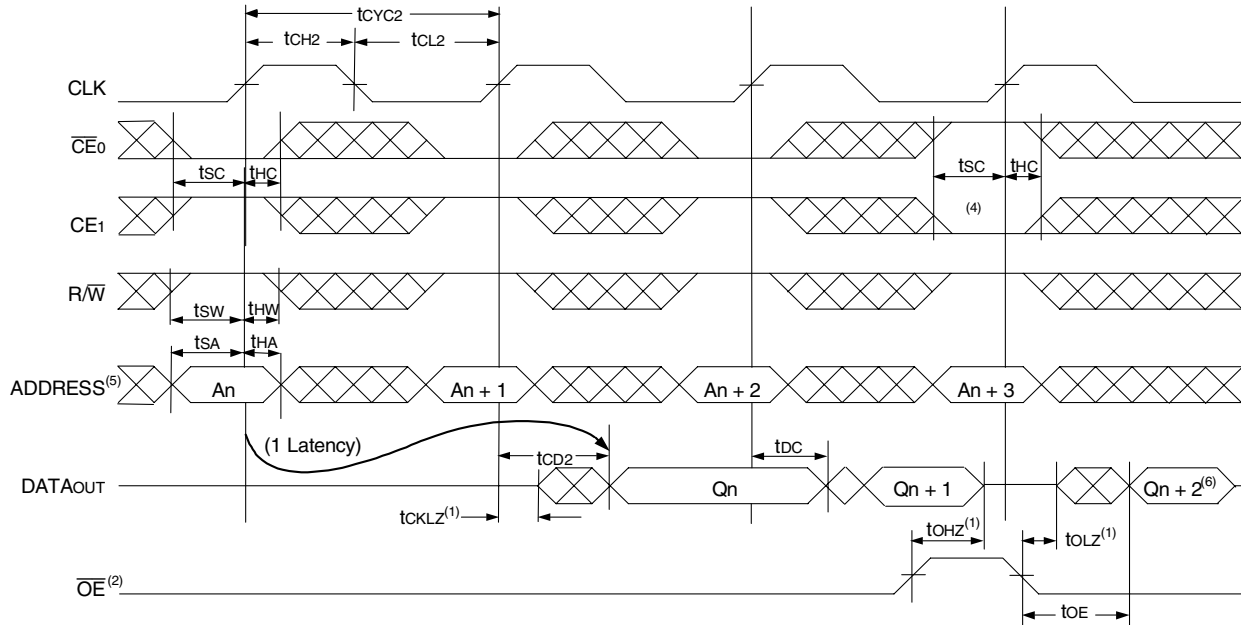 tCYC2
tCH2
tCL2
CLK
CE0
tSC
tHC
tSC
tHC
CE1
(4)
R/W
tSW
tHW
tSA
tHA
ADDRESS(5)
An
An + 1
An + 2
An + 3
(1 Latency)
tCD2
tDC
DATAOUT
Qn
Qn + 1
Qn + 2(6)
tCKLZ(1)
tOHZ(1)
tOLZ(1)
OE(2)
tOE